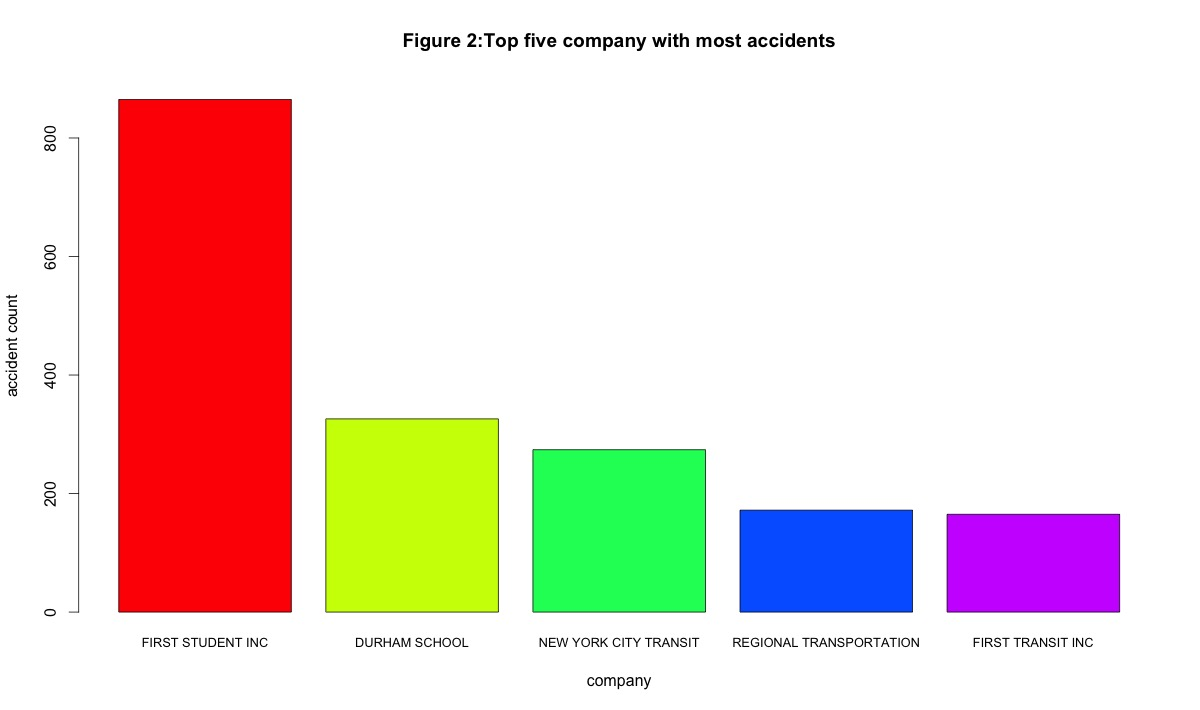 Figure 2:Top five company with most accidents
accident count
800
600
400
200
0
FIRST STUDENT INC
DURHAM SCHOOL
NEW YORK CITY TRANSIT
REGIONAL TRANSPORTATION
FIRST TRANSIT INC
company